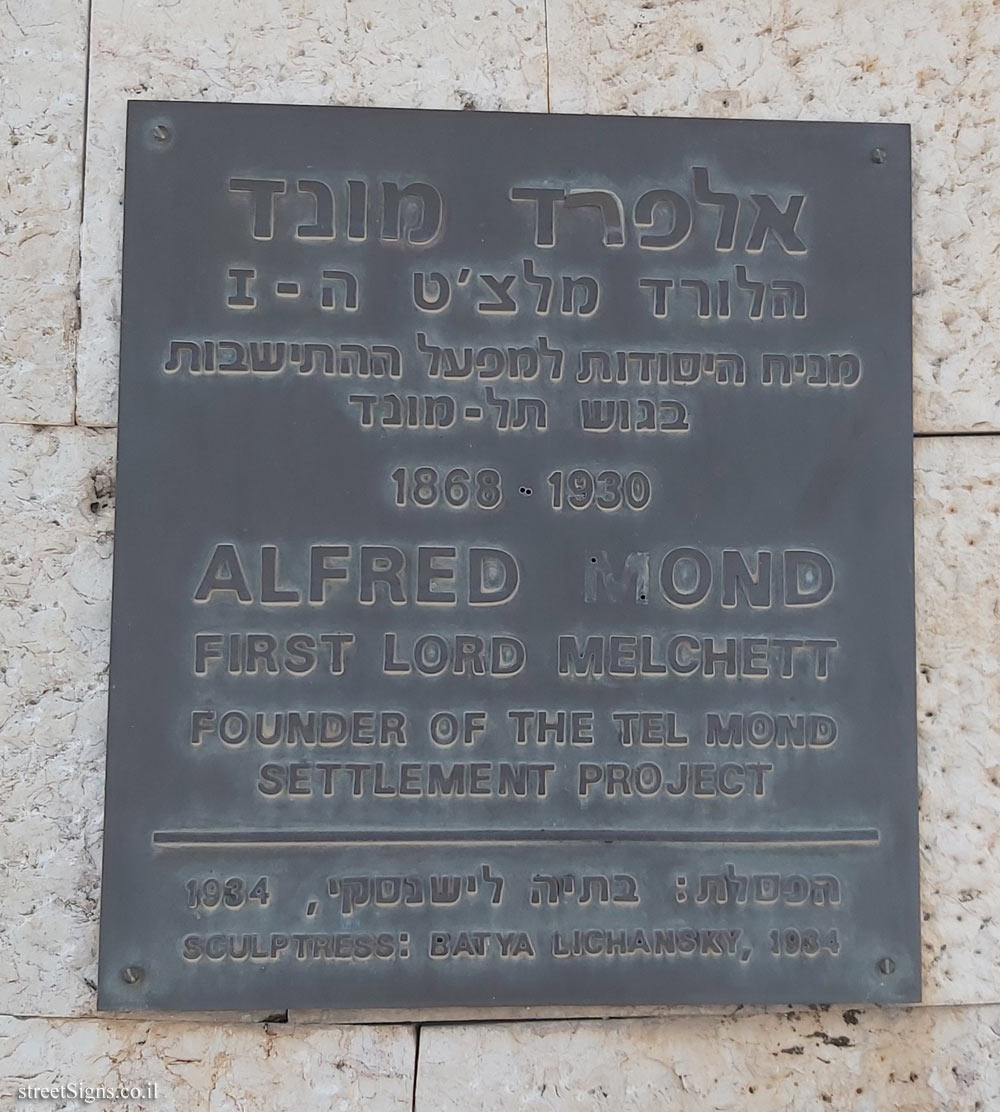 אלפרד מונד
הלורד מלצ'ט ה-I
מניח היסודות למפעל ההתישבות
בגוש תל-מונד
1868 - 1930
ALFRED MOND
FIRST LORD MELCHETT
FOUNDER OF THE TEL MOND
SETTLEMENT PROJECT
הפסלת: בתיה לישנסקי, 1934
SCULPTRESS: BATYA LICHANSKY, 1934
streetSigns.co.il